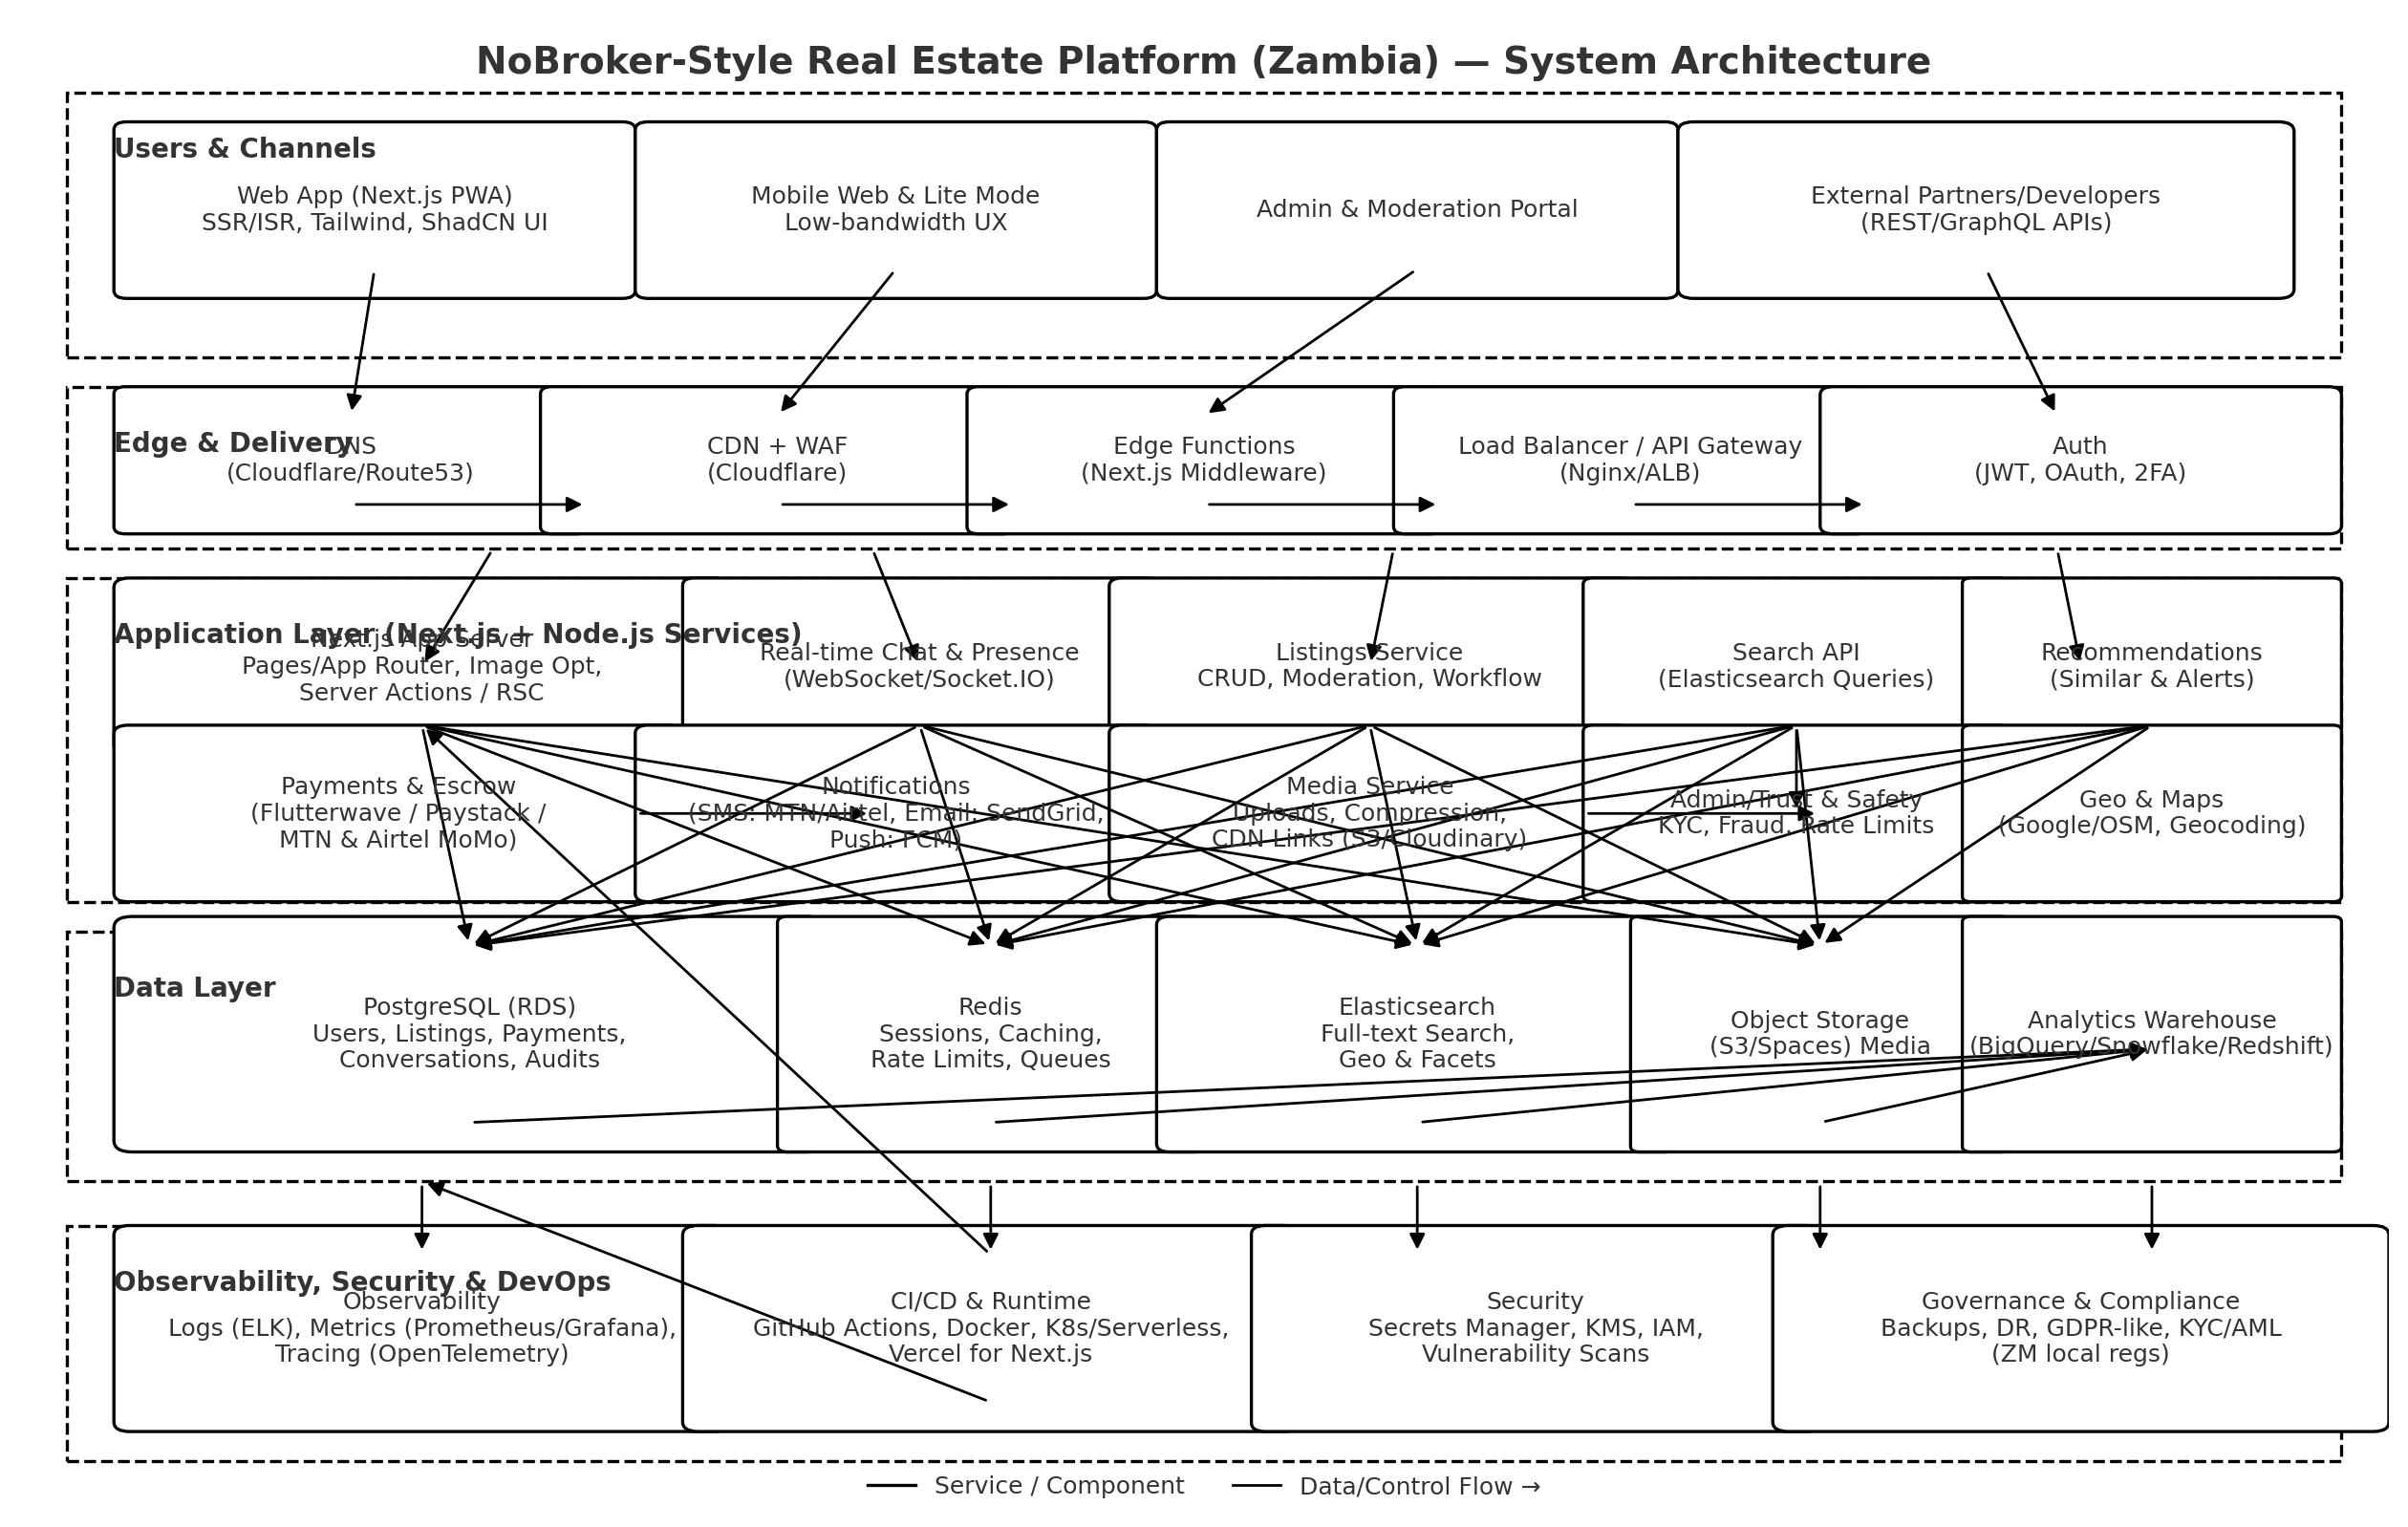 NoBroker-Style Real Estate Platform (Zambia) — System Architecture
Users & Channels
Web App (Next.js PWA)
SSR/ISR, Tailwind, ShadCN UI
Mobile Web & Lite Mode
Low-bandwidth UX
Admin & Moderation Portal
External Partners/Developers
(REST/GraphQL APIs)
Edge & Delivery
DNS
(Cloudflare/Route53)
CDN + WAF
(Cloudflare)
Edge Functions
(Next.js Middleware)
Load Balancer / API Gateway
(Nginx/ALB)
Auth
(JWT, OAuth, 2FA)
Application Layer (Next.js + Node.js Services)
Next.js App Server
Pages/App Router, Image Opt,
Server Actions / RSC
Real-time Chat & Presence
(WebSocket/Socket.IO)
Listings Service
CRUD, Moderation, Workflow
Search API
(Elasticsearch Queries)
Recommendations
(Similar & Alerts)
Payments & Escrow
(Flutterwave / Paystack /
MTN & Airtel MoMo)
Notifications
(SMS: MTN/Airtel, Email: SendGrid,
Push: FCM)
Media Service
Uploads, Compression,
CDN Links (S3/Cloudinary)
Admin/Trust & Safety
KYC, Fraud, Rate Limits
Geo & Maps
(Google/OSM, Geocoding)
Data Layer
PostgreSQL (RDS)
Users, Listings, Payments,
Conversations, Audits
Redis
Sessions, Caching,
Rate Limits, Queues
Elasticsearch
Full-text Search,
Geo & Facets
Object Storage
(S3/Spaces) Media
Analytics Warehouse
(BigQuery/Snowflake/Redshift)
Observability, Security & DevOps
Observability
Logs (ELK), Metrics (Prometheus/Grafana),
Tracing (OpenTelemetry)
CI/CD & Runtime
GitHub Actions, Docker, K8s/Serverless,
Vercel for Next.js
Security
Secrets Manager, KMS, IAM,
Vulnerability Scans
Governance & Compliance
Backups, DR, GDPR-like, KYC/AML
(ZM local regs)
Service / Component
Data/Control Flow →